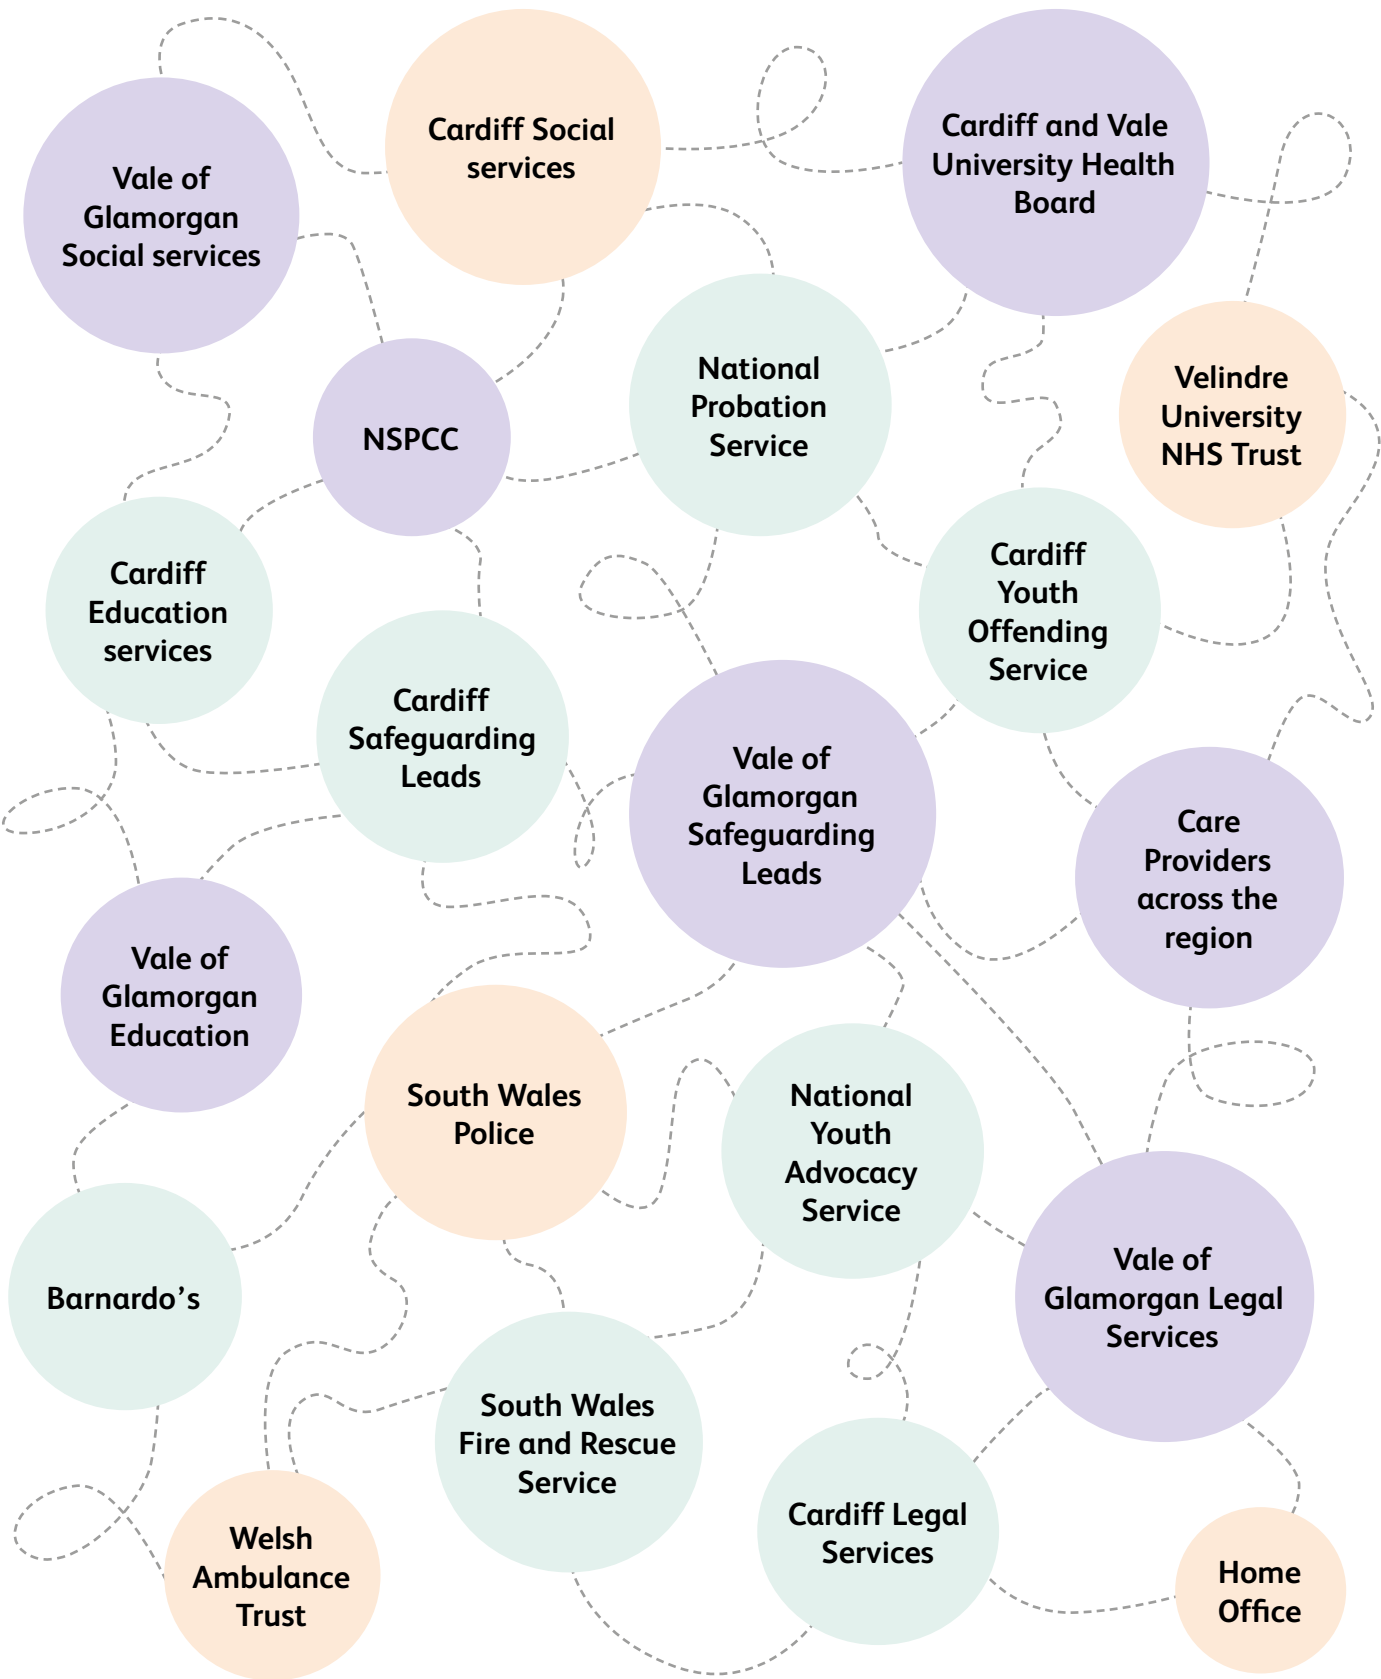 Cardiff Social
services
Cardiff and Vale
University Health
Board
Vale of
Glamorgan
Social services
National
Probation
Service
Velindre
University
NHS Trust
NSPCC
Cardiff
Education
services
Cardiff
Youth
Offending
Service
Cardiff
Safeguarding
Leads
Vale of
Glamorgan
Safeguarding
Leads
Care
Providers
across the
region
Vale of
Glamorgan
Education
South Wales
Police
National
Youth
Advocacy
Service
Barnardo’s
Vale of
Glamorgan Legal
Services
South Wales
Fire and Rescue
Service
Cardiff Legal
Services
Welsh
Ambulance
Trust
Home
Office